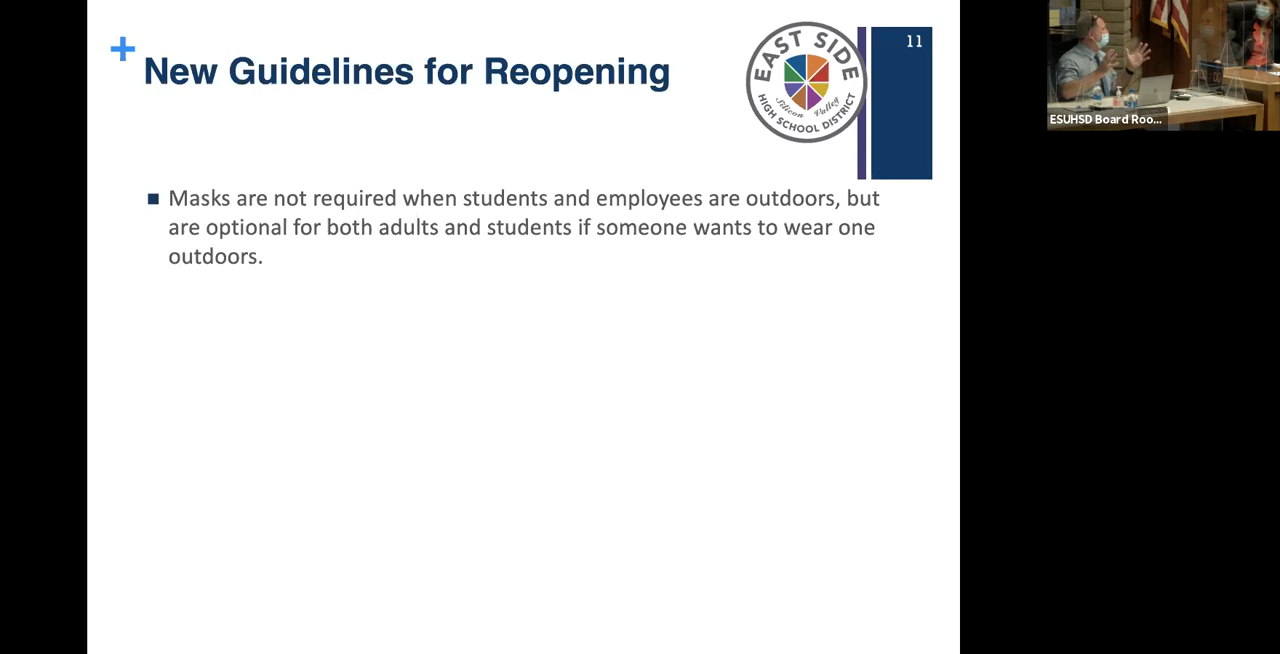 +
New Guidelines for Reopening
EAST SIDE
Silicon Valley
HIGH SCHOOL DISTRICT
11
Masks are not required when students and employees are outdoors, but
are optional for both adults and students if someone wants to wear one
outdoors.
ESUHSD Board Roo...